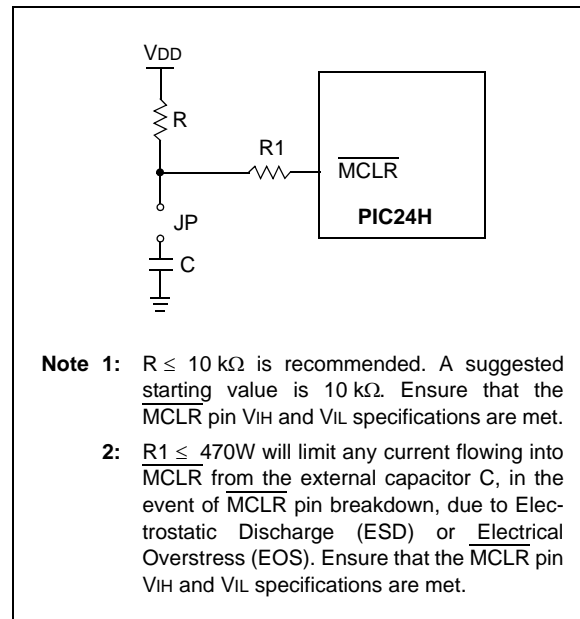 VDD
R
R1
MCLR
JP
PIC24H
C
Note 1: R ≤ 10 kΩ is recommended. A suggested
starting value is 10 kΩ. Ensure that the
MCLR pin VIH and VIL specifications are met.
2: R1 ≤ 470W will limit any current flowing into
MCLR from the external capacitor C, in the
event of MCLR pin breakdown, due to Elec-
trostatic Discharge (ESD) or Electrical
Overstress (EOS). Ensure that the MCLR pin
VIH and VIL specifications are met.